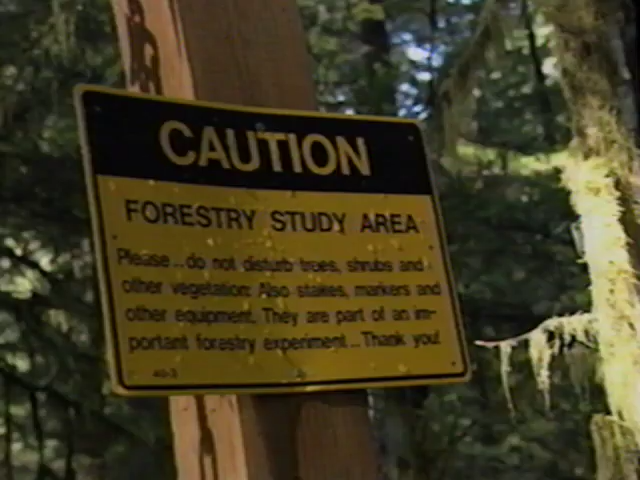 CAUTION
FORESTRY STUDY AREA
Please...do not disturb trees, shrubs and
other vegetation: Also stakes, markers and
other equipment. They are part of an im-
portant forestry experiment...Thank you!
40-3